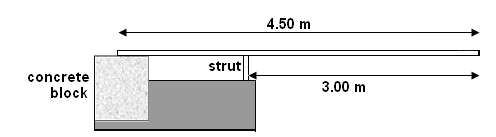 4.50 m
strut
concrete
block
3.00 m